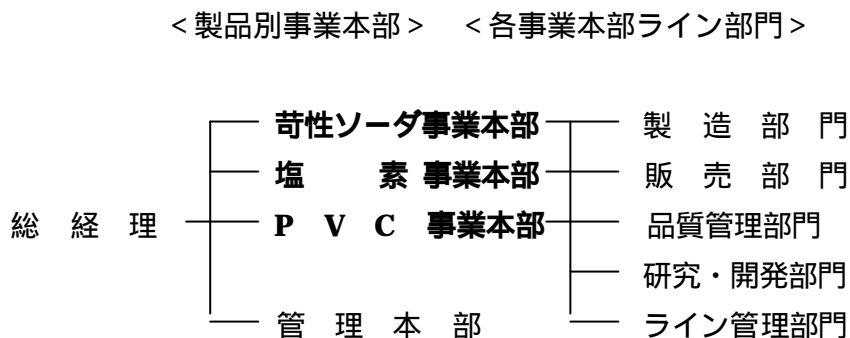 <製品別事業本部> <各事業本部ライン部門>
苛性ソーダ事業本部 製造部門
塩素事業本部 販売部門
総経理 PVC事業本部 品質管理部門
研究・開発部門
管理本部 ライン管理部門